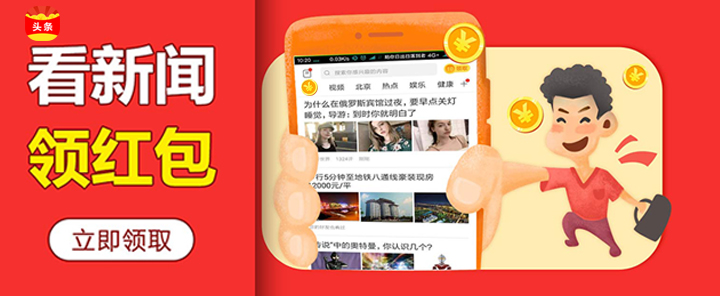 头条
看新闻
领红包
立即领取
10:20
0.03K/s
4G
搜索你感兴趣的内容
视频 北京 热点 娱乐 健康
为什么在俄罗斯宾馆过夜，要早点关灯
睡觉，导游：到时你就明白了
行5分钟至地铁八通线豪装现房
2000元/平
传说"中的奥特曼，你认识几个?